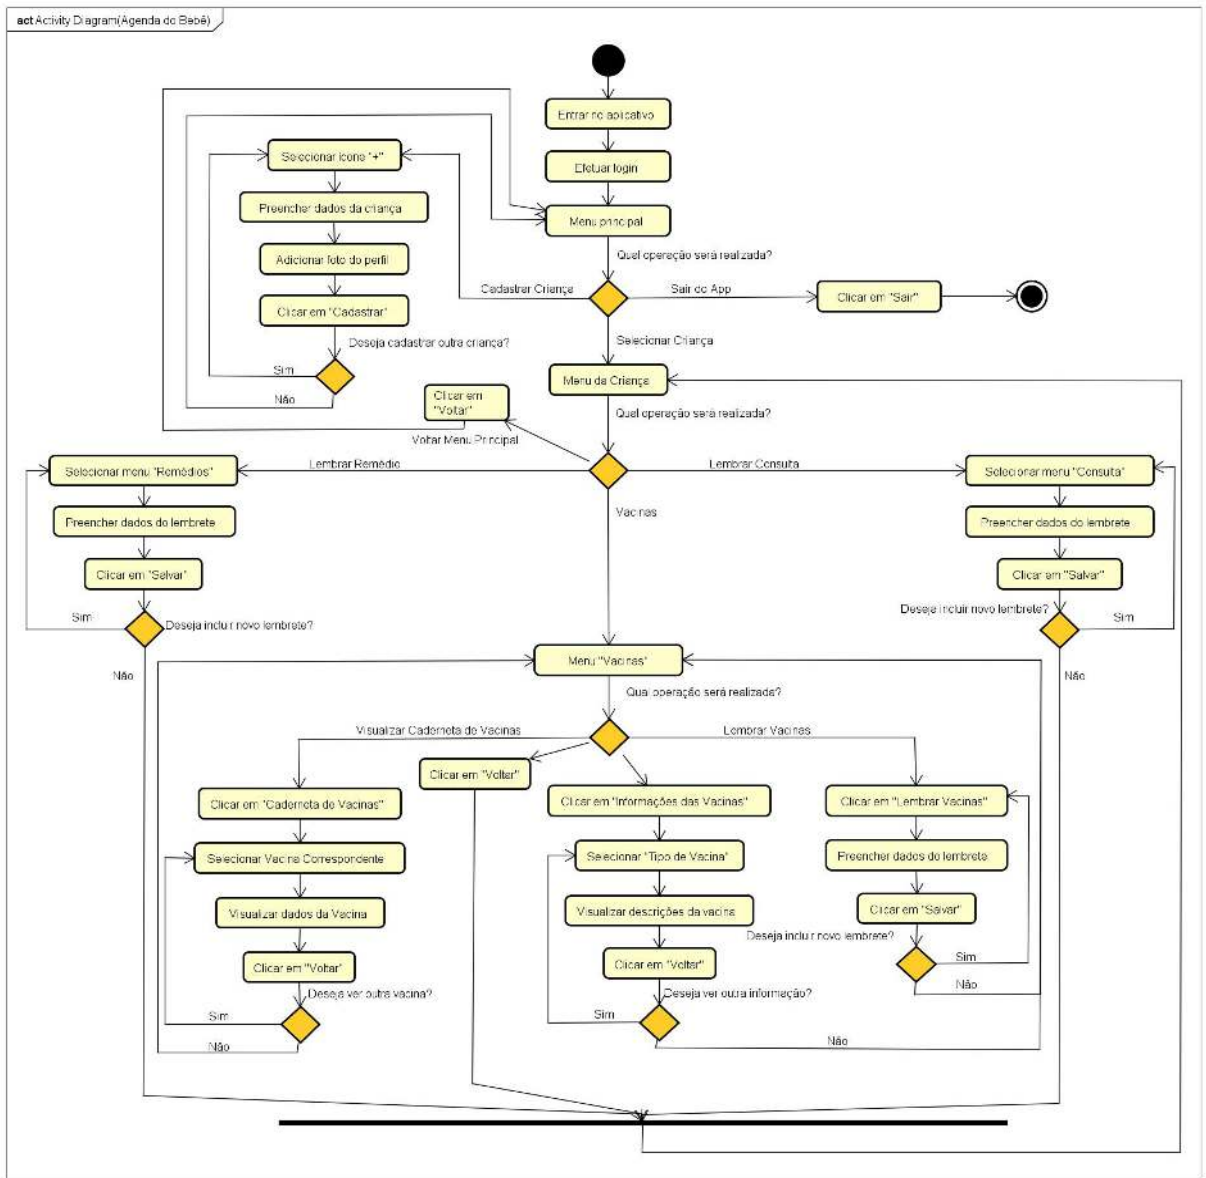 act Activity Diagram(Agenda do Bebê)
Entrar no aplicativo
Efetuar login
Menu principal
Qual operação será realizada?
Selecionar ícone "+"
Preencher dados da criança
Adicionar foto do perfil
Clicar em "Cadastrar"
Deseja cadastrar outra criança?
Sim
Não
Cadastrar Criança
Sair do App
Clicar em "Sair"
Selecionar Criança
Menu da Criança
Qual operação será realizada?
Clicar em
"Voltar"
Voltar Menu Principal
Lembrar Remédio
Lembrar Consulta
Vacinas
Selecionar menu "Remédios"
Preencher dados do lembrete
Clicar em "Salvar"
Sim
Deseja incluir novo lembrete?
Não
Selecionar menu "Consulta"
Preencher dados do lembrete
Clicar em "Salvar"
Deseja incluir novo lembrete?
Sim
Não
Menu "Vacinas"
Qual operação será realizada?
Visualizar Caderneta de Vacinas
Lembrar Vacinas
Clicar em "Voltar"
Clicar em "Caderneta de Vacinas"
Selecionar Vacina Correspondente
Visualizar dados da Vacina
Clicar em "Voltar"
Deseja ver outra vacina?
Sim
Não
Clicar em "Informações das Vacinas"
Selecionar "Tipo de Vacina"
Visualizar descrições da vacina
Clicar em "Voltar"
Deseja ver outra informação?
Sim
Não
Clicar em "Lembrar Vacinas"
Preencher dados do lembrete
Clicar em "Salvar"
Deseja incluir novo lembrete?
Sim
Não